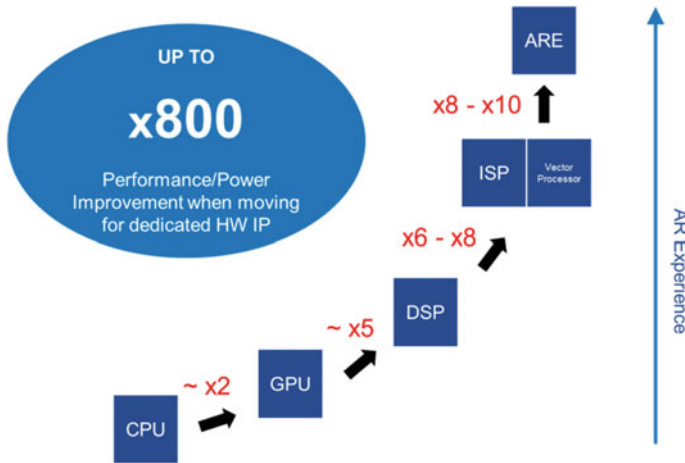 UP TO
x800
Performance/Power
Improvement when moving
for dedicated HW IP
ARE
x8 - x10
ISP
Vector
Processor
x6 - x8
DSP
~ x5
GPU
~ x2
CPU
AR Experience